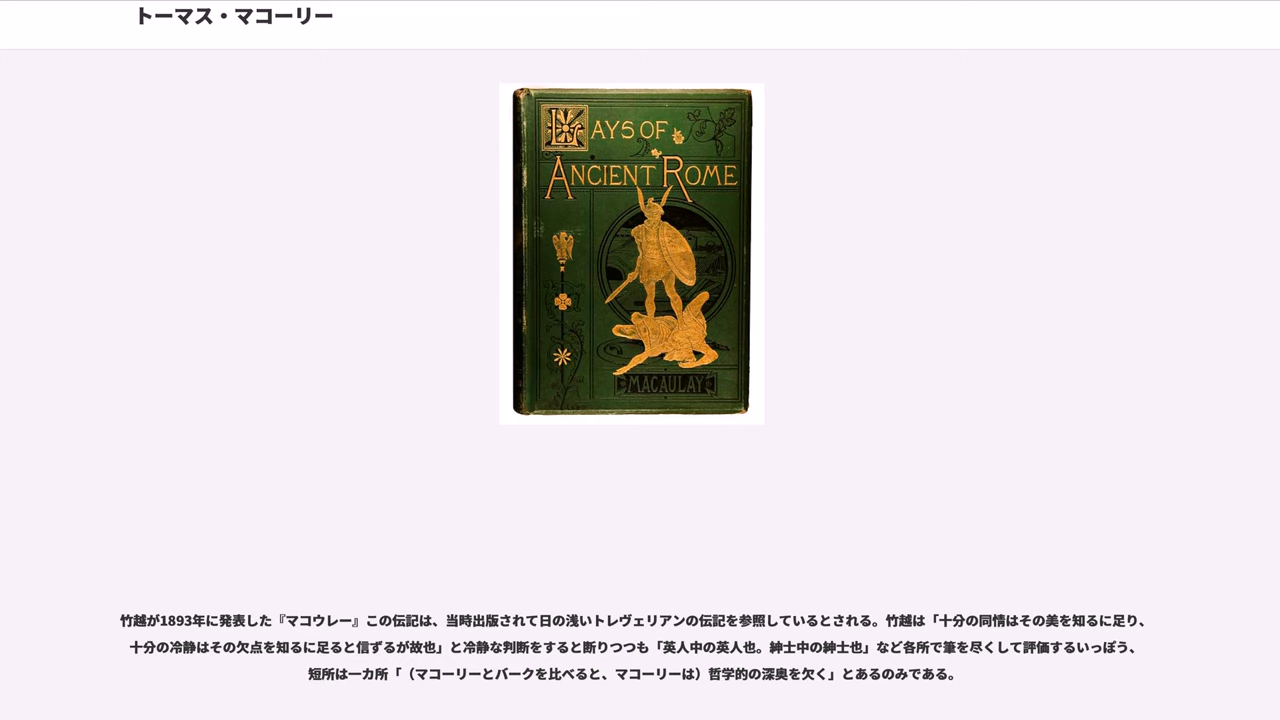 トーマス・マコーリー
LAYS OF
ANCIENT ROME
MACAULAY
竹越が1893年に発表した『マコウレー』この伝記は、当時出版されて日の浅いトレヴェリアンの伝記を参照しているとされる。竹越は「十分の同情はその美を知るに足り、
十分の冷静はその欠点を知るに足ると信ずるが故也」と冷静な判断をすると断りつつも「英人中の英人也。紳士中の紳士也」など各所で筆を尽くして評価するいっぽう、
短所は一カ所「（マコーリーとバークを比べると、マコーリーは）哲学的の深奥を欠く」とあるのみである。